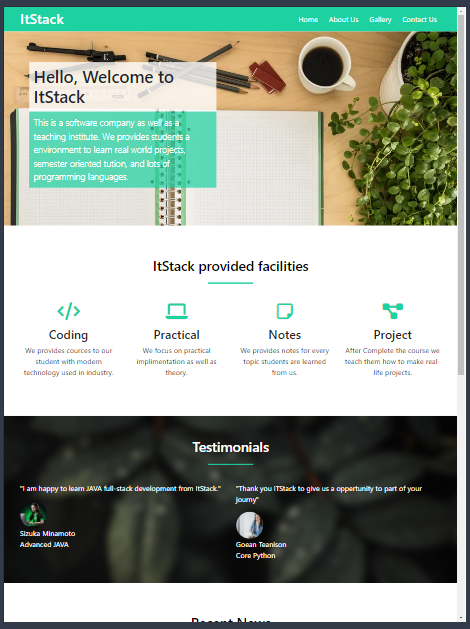 ItStack
Home About Us Gallery Contact Us
Hello, Welcome to
ItStack
This is a software company as well as a
teaching institute. We provides students a
environment to learn real world projects,
semester oriented tution, and lots of
programming languages.
ItStack provided facilities
Coding
We provides cources to our
student with modern
technology used in industry.
Practical
We focus on practical
implimentation as well as
theory.
Notes
We provides notes for every
topic students are learned
from us.
Project
After Complete the course we
teach them how to make real-
life projects.
Testimonials
"I am happy to learn JAVA full-stack development from ItStack."
Sizuka Minamoto
Advanced JAVA
"Thank you ITStack to give us a oppertunity to part of your
journy"
Goean Teanison
Core Python
Recent News